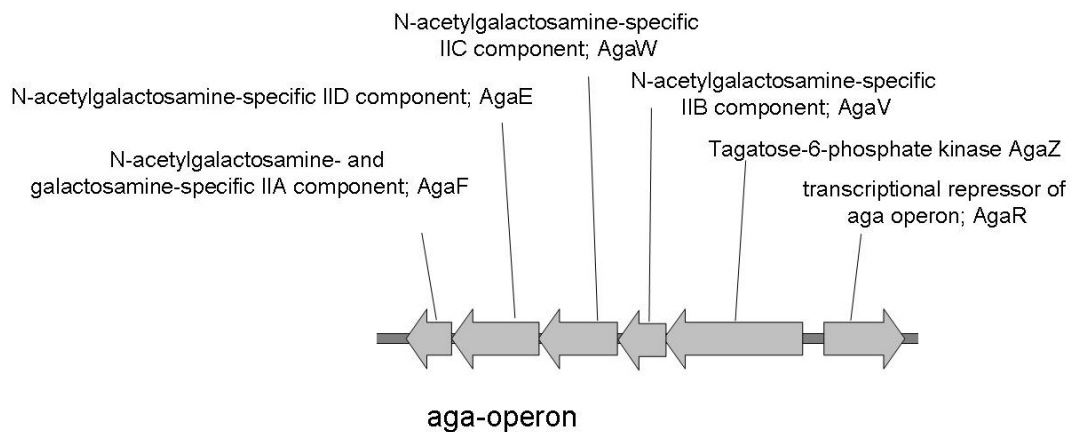 N-acetylgalactosamine-specific
IIC component; AgaW
N-acetylgalactosamine-specific
IIB component; AgaV
N-acetylgalactosamine-specific IID component; AgaE
Tagatose-6-phosphate kinase AgaZ
N-acetylgalactosamine- and
galactosamine-specific IIA component; AgaF
transcriptional repressor of
aga operon; AgaR
aga-operon